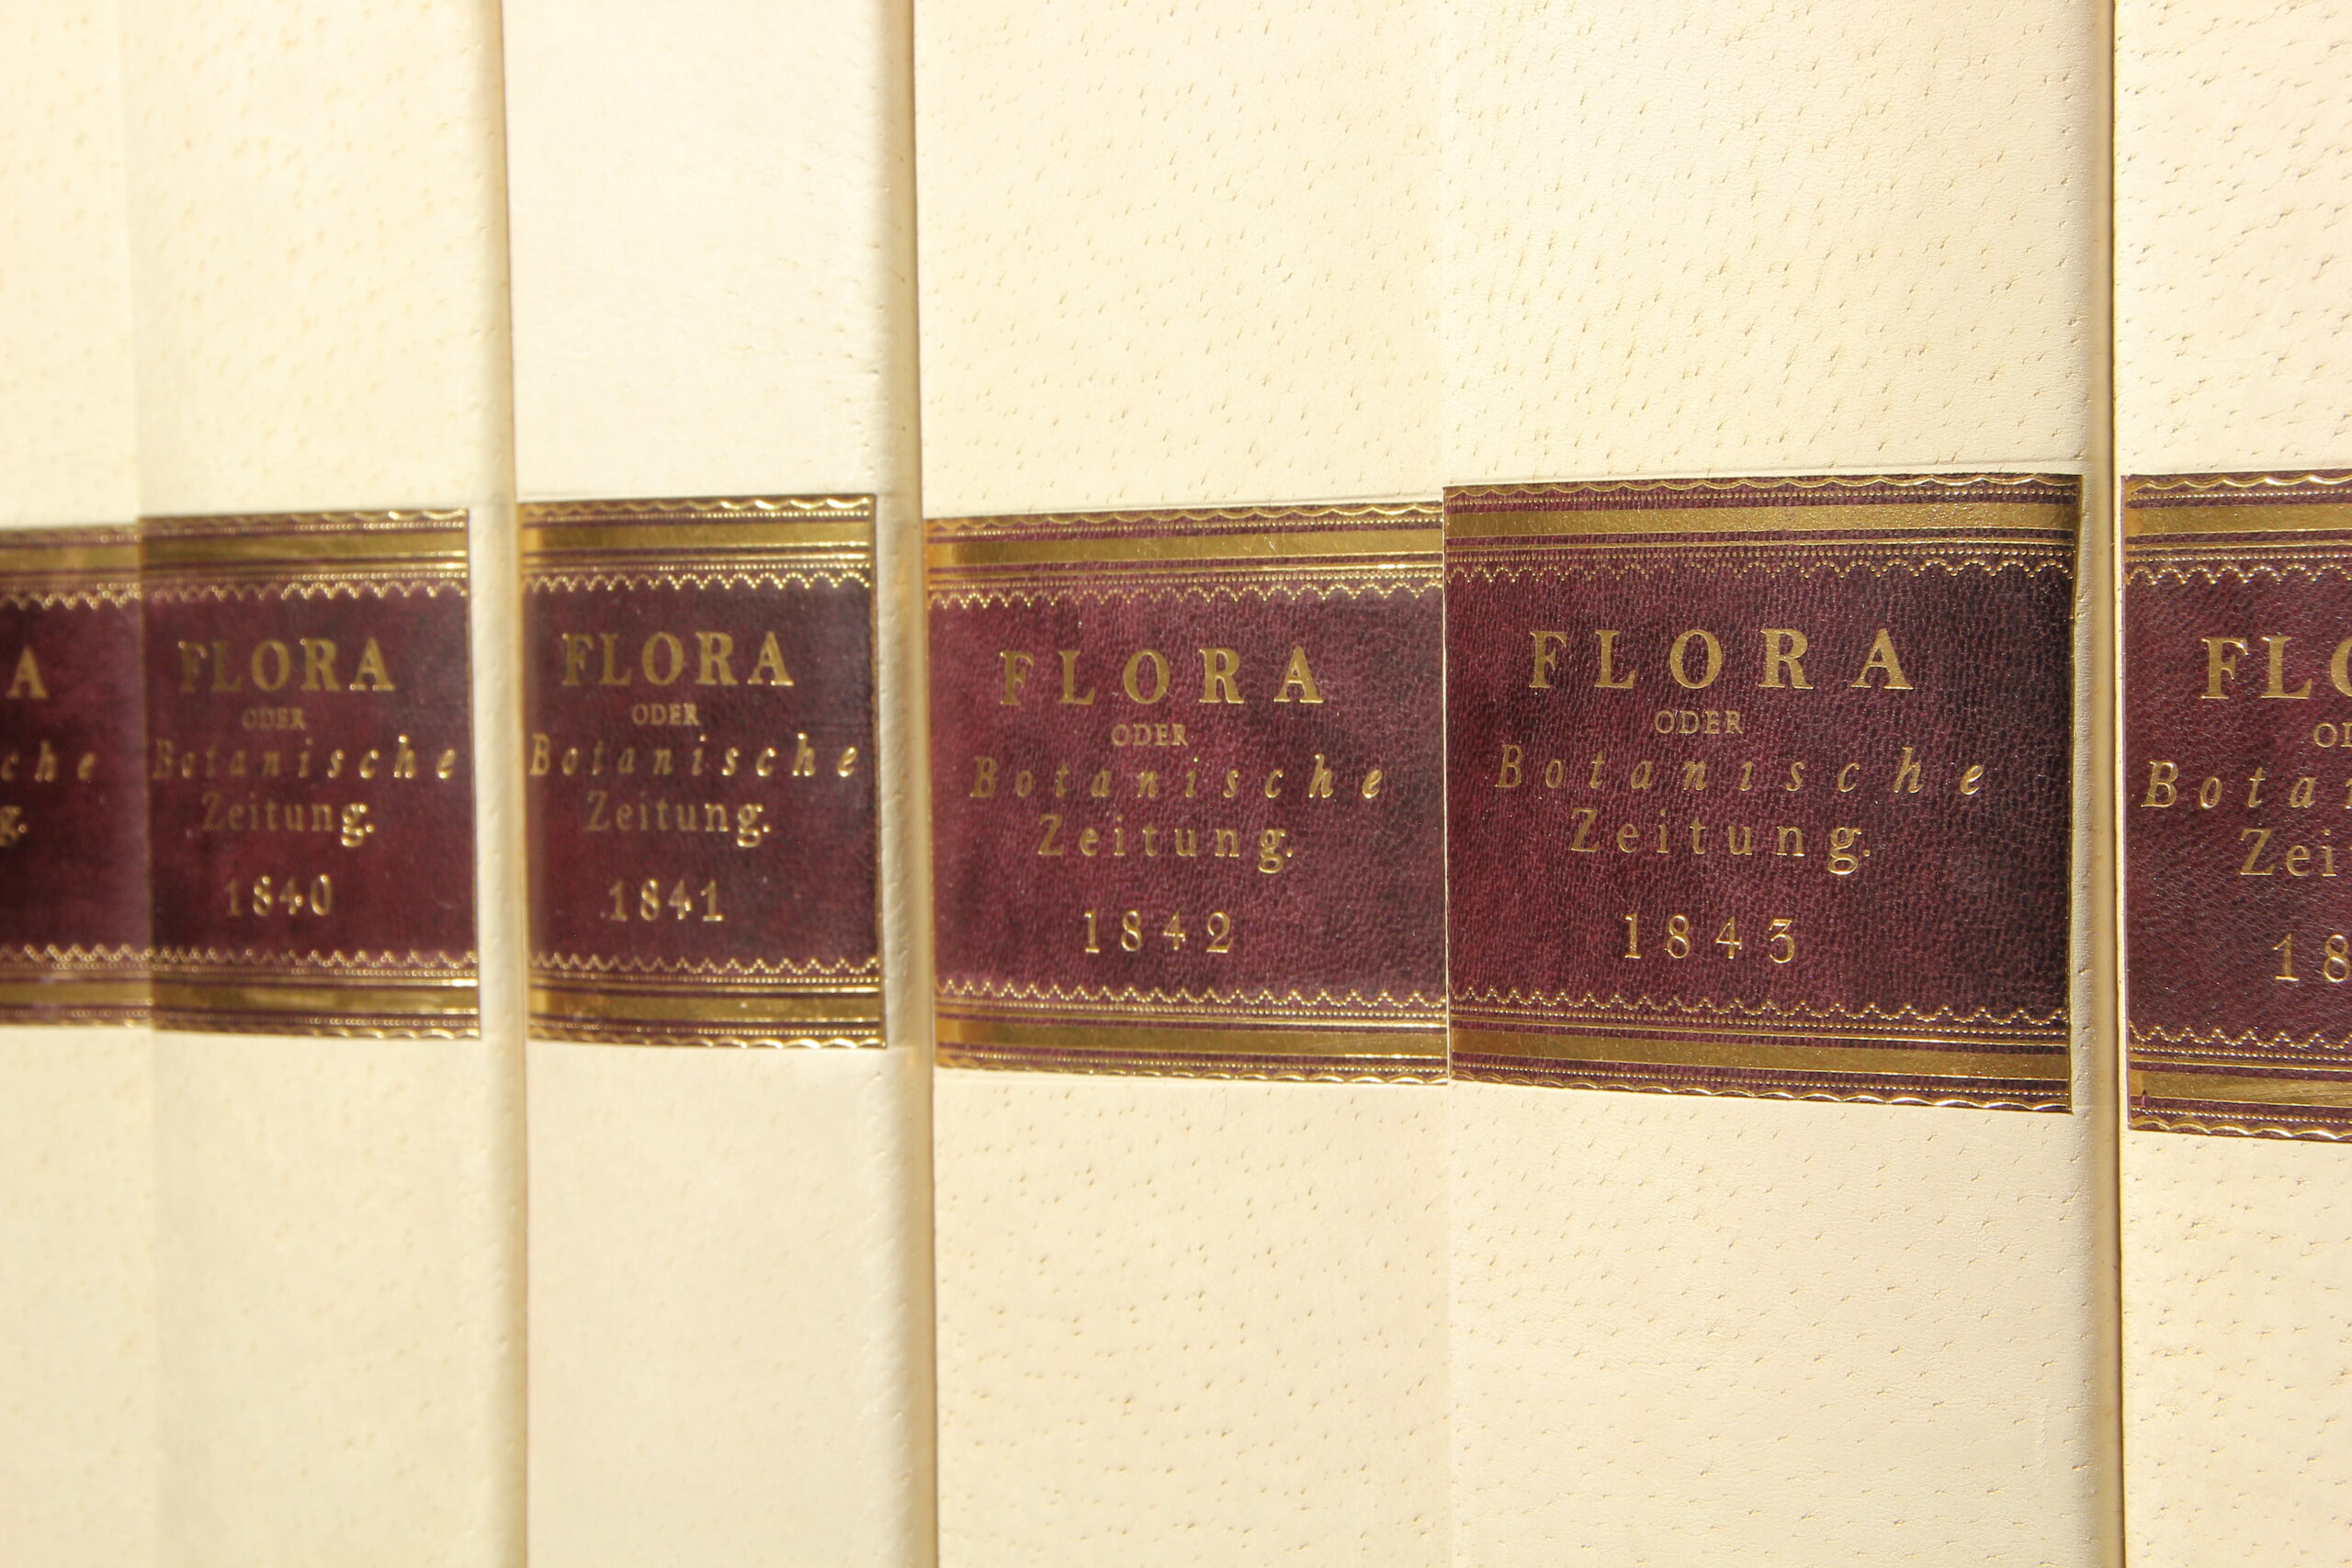 FLORA
ODER
Botanische
Zeitung.
1840
FLORA
ODER
Botanische
Zeitung.
1841
FLORA
ODER
Botanische
Zeitung.
1842
FLORA
ODER
Botanische
Zeitung.
1843